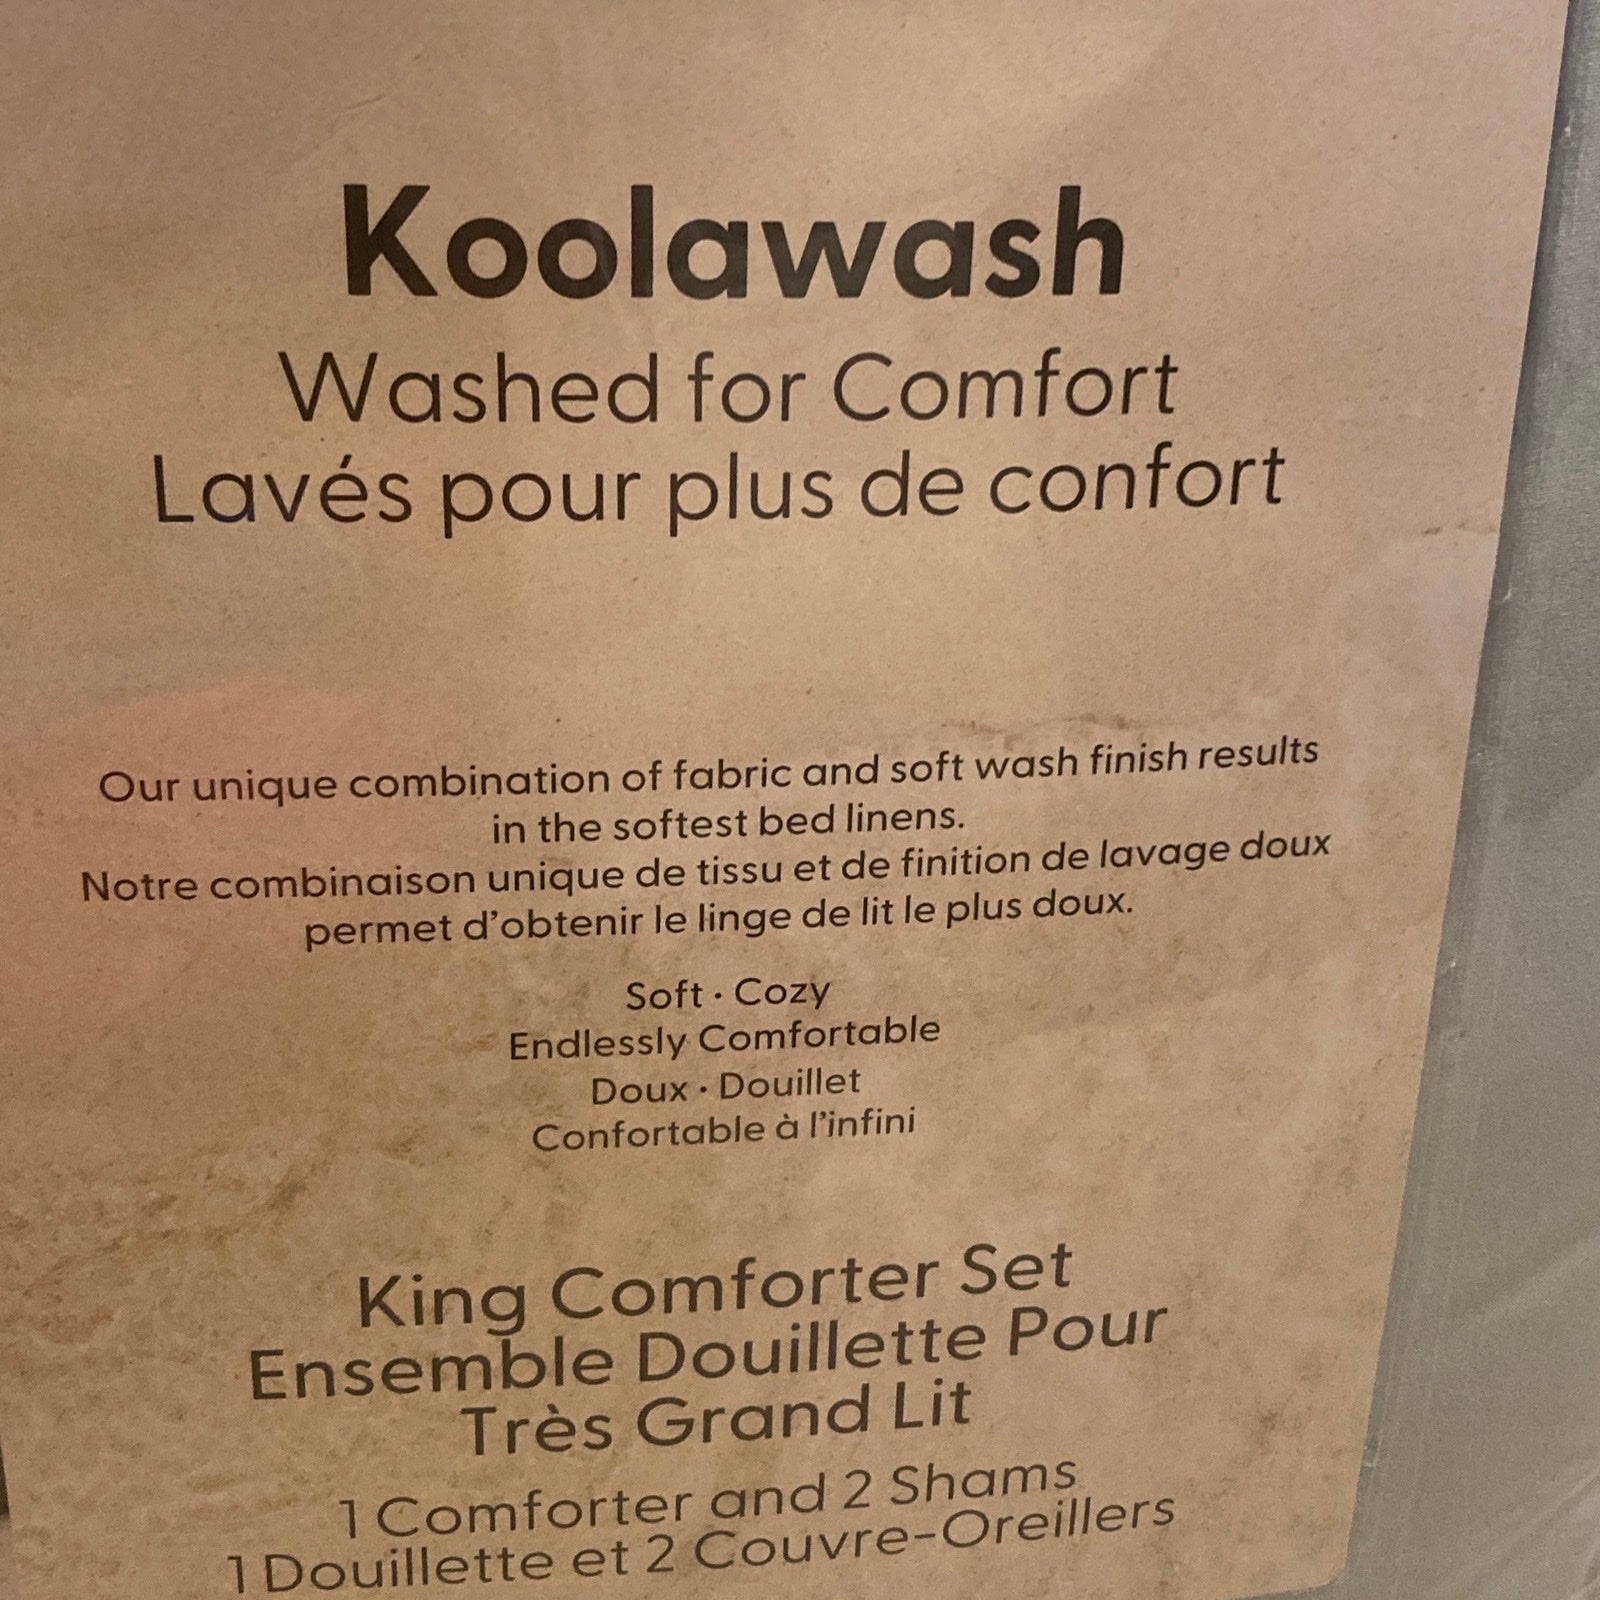 Koolawash
Washed for Comfort
Lavés pour plus de confort
Our unique combination of fabric and soft wash finish results
in the softest bed linens.
Notre combinaison unique de tissu et de finition de lavage doux
permet d'obtenir le linge de lit le plus doux.
Soft · Cozy
Endlessly Comfortable
Doux · Douillet
Confortable à l'infini
King Comforter Set
Ensemble Douillette Pour
Très Grand Lit
1 Comforter and 2 Shams
1 Douillette et 2 Couvre-Oreillers